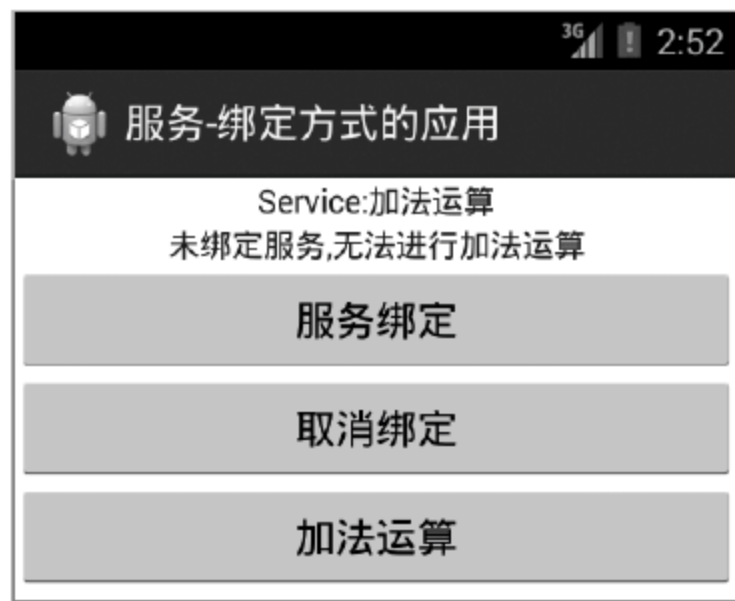 3G 2:52
服务-绑定方式的应用
Service:加法运算
未绑定服务,无法进行加法运算
服务绑定
取消绑定
加法运算